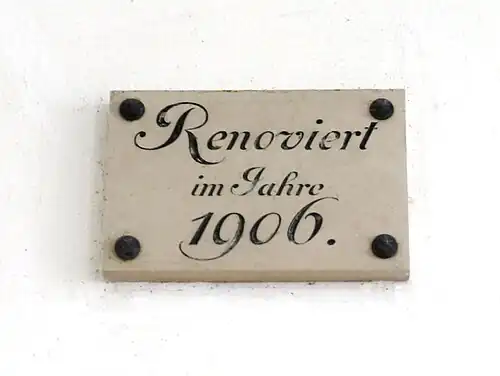 Renoviert
im Jahre
1906.